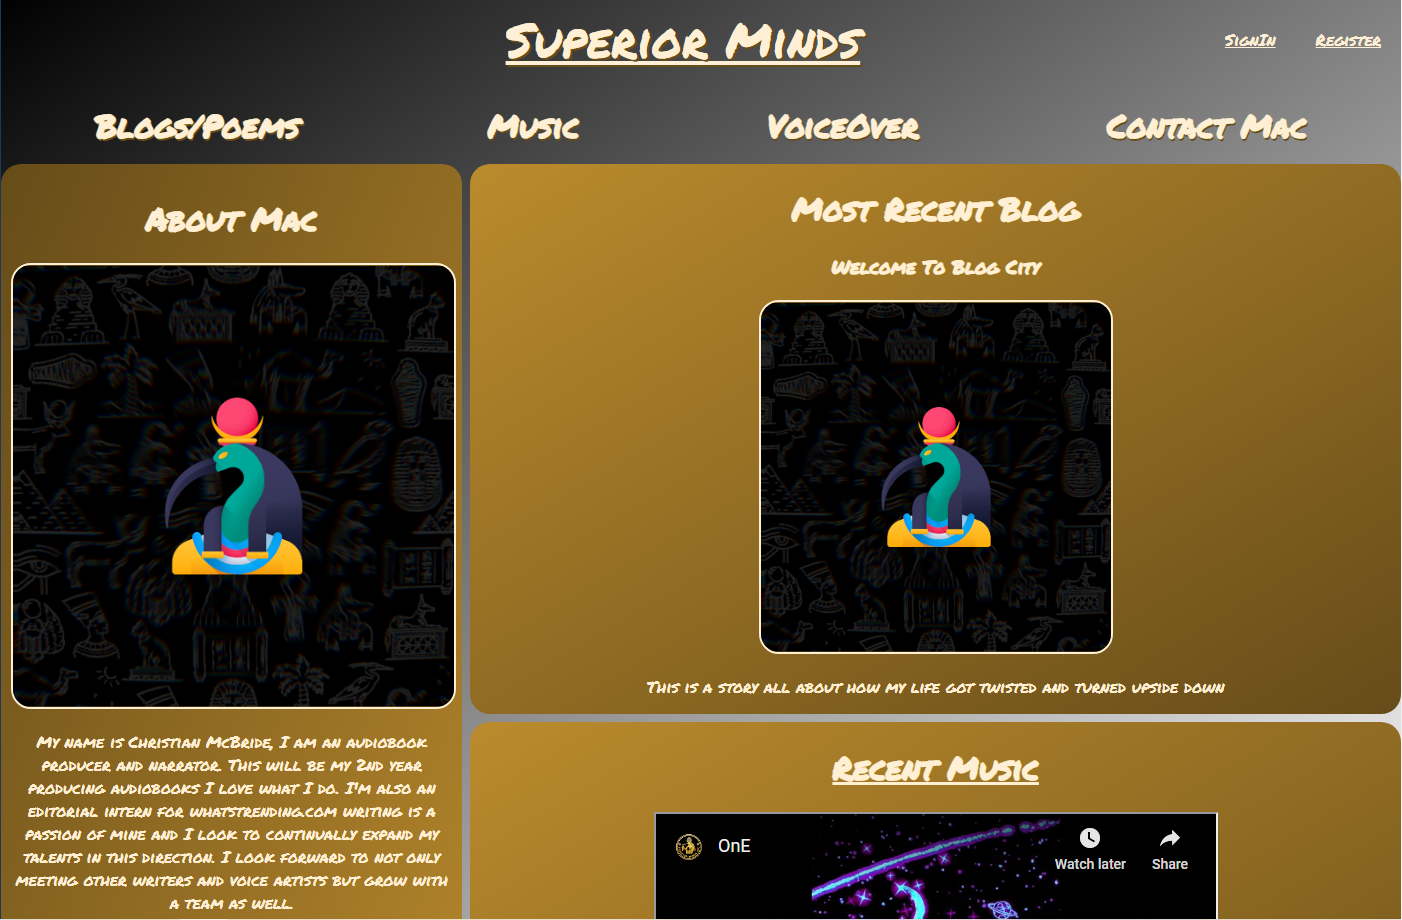 Superior Minds
SignIn
Register
Blogs/Poems
Music
VoiceOver
Contact Mac
About Mac
My name is Christian McBride, I am an audiobook
producer and narrator. This will be my 2nd year
producing audiobooks I love what I do. I'm also an
editorial intern for whatstrending.com writing is a
passion of mine and I look to continually expand my
talents in this direction. I look forward to not only
meeting other writers and voice artists but grow with
a team as well.
Most Recent Blog
Welcome To Blog City
This is a story all about how my life got twisted and turned upside down
Recent Music
OnE
Watch later
Share